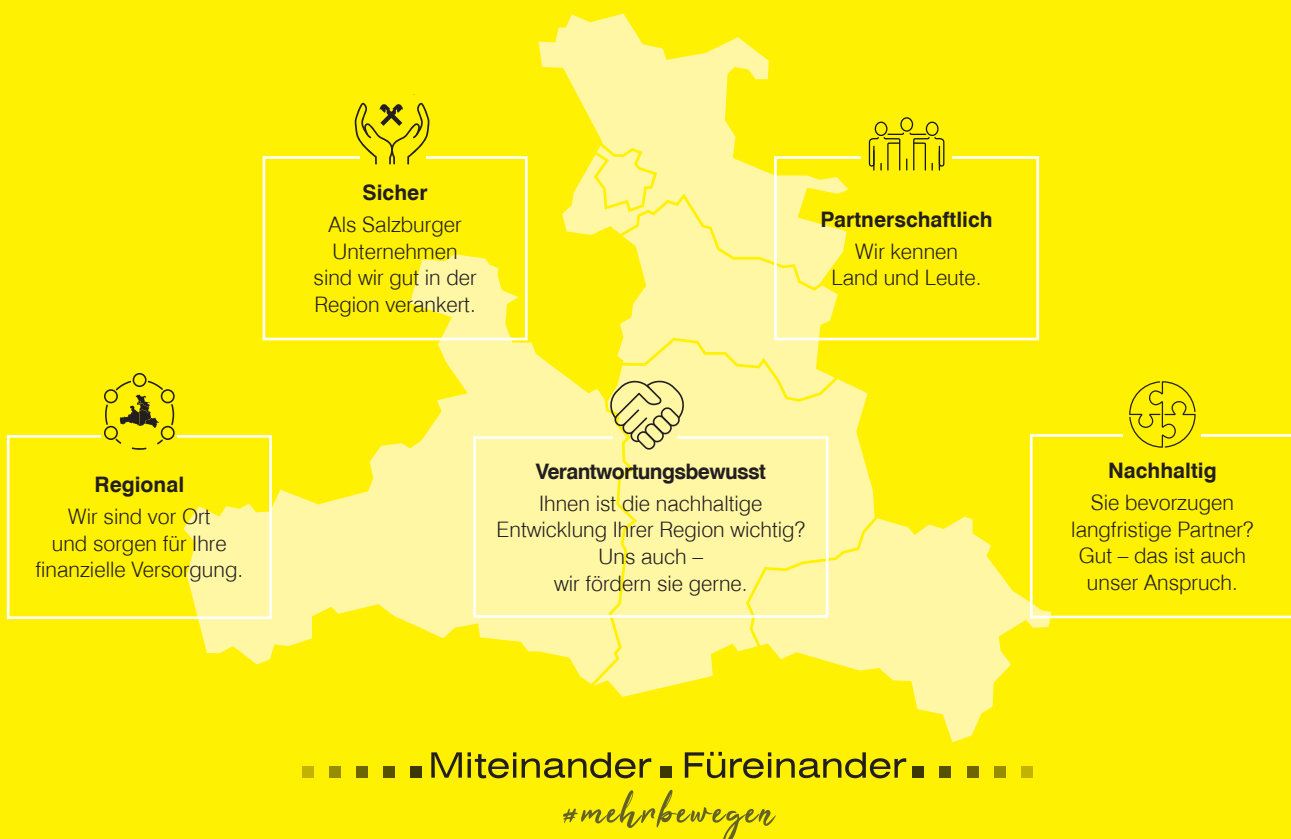 Sicher
Als Salzburger
Unternehmen
sind wir gut in der
Region verankert.
Partnerschaftlich
Wir kennen
Land und Leute.
Regional
Wir sind vor Ort
und sorgen für Ihre
finanzielle Versorgung.
Verantwortungsbewusst
Ihnen ist die nachhaltige
Entwicklung Ihrer Region wichtig?
Uns auch –
wir fördern sie gerne.
Nachhaltig
Sie bevorzugen
langfristige Partner?
Gut – das ist auch
unser Anspruch.
Miteinander ▪ Füreinander
#mehrbewegen